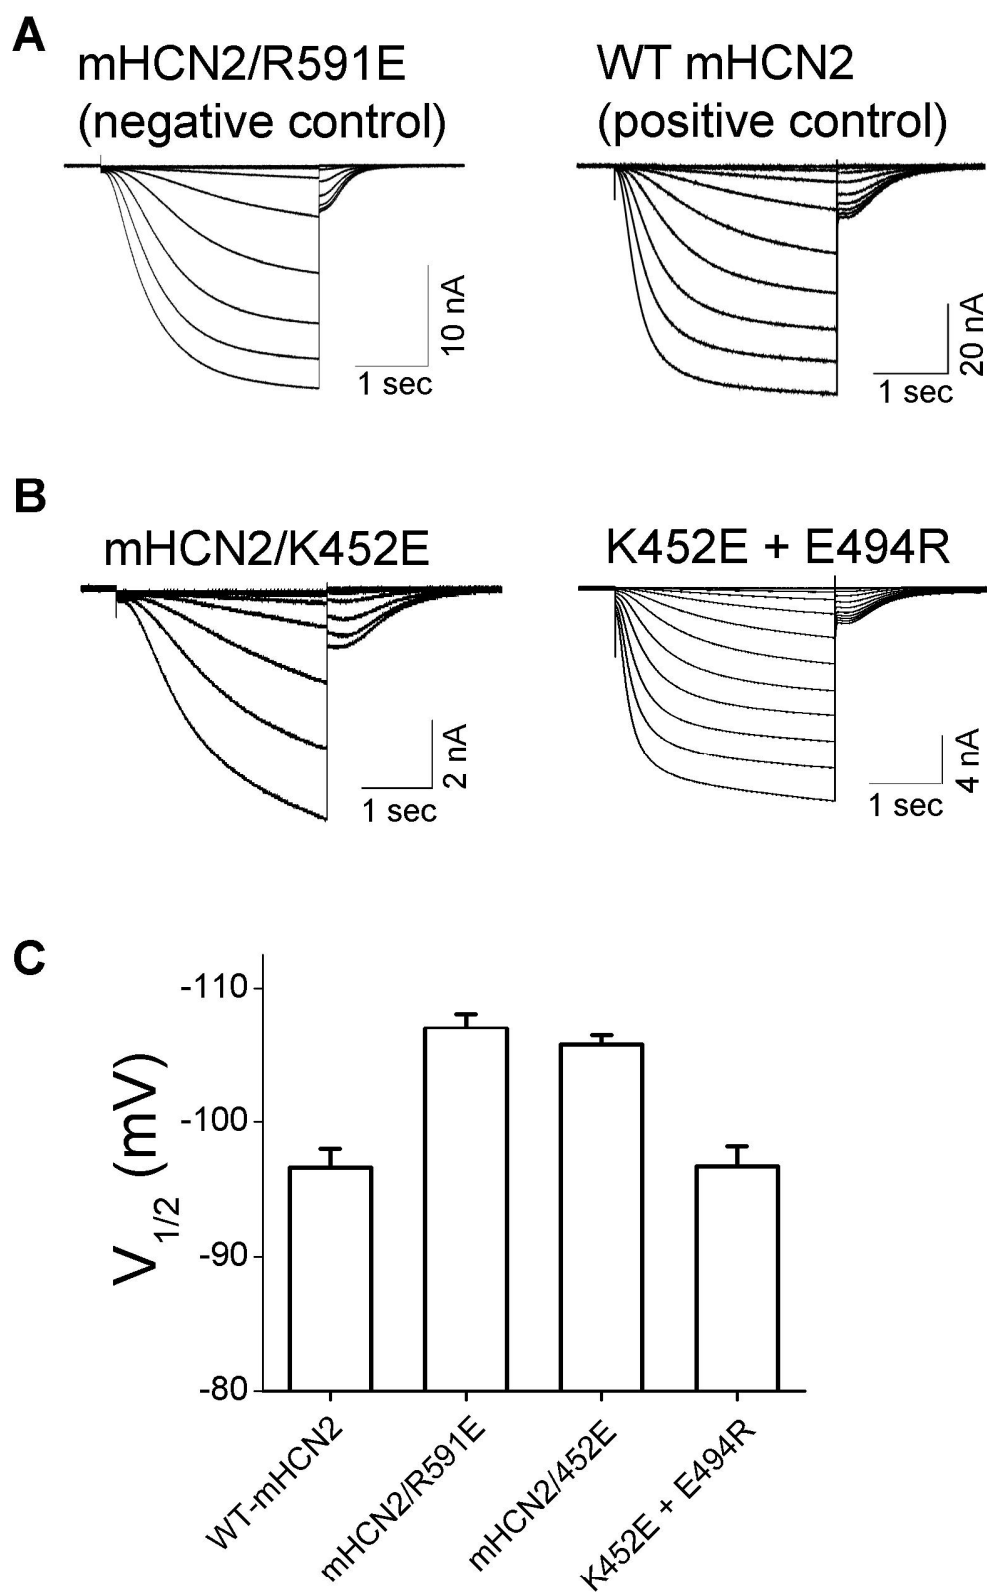 A
mHCN2/R591E
(negative control)
WT mHCN2
(positive control)
10 nA
1 sec
20 nA
1 sec
B
mHCN2/K452E
K452E + E494R
2 nA
1 sec
4 nA
1 sec
C
V1/2 (mV)
-110
-100
-90
-80
WT-mHCN2
mHCN2/R591E
mHCN2/452E
K452E + E494R